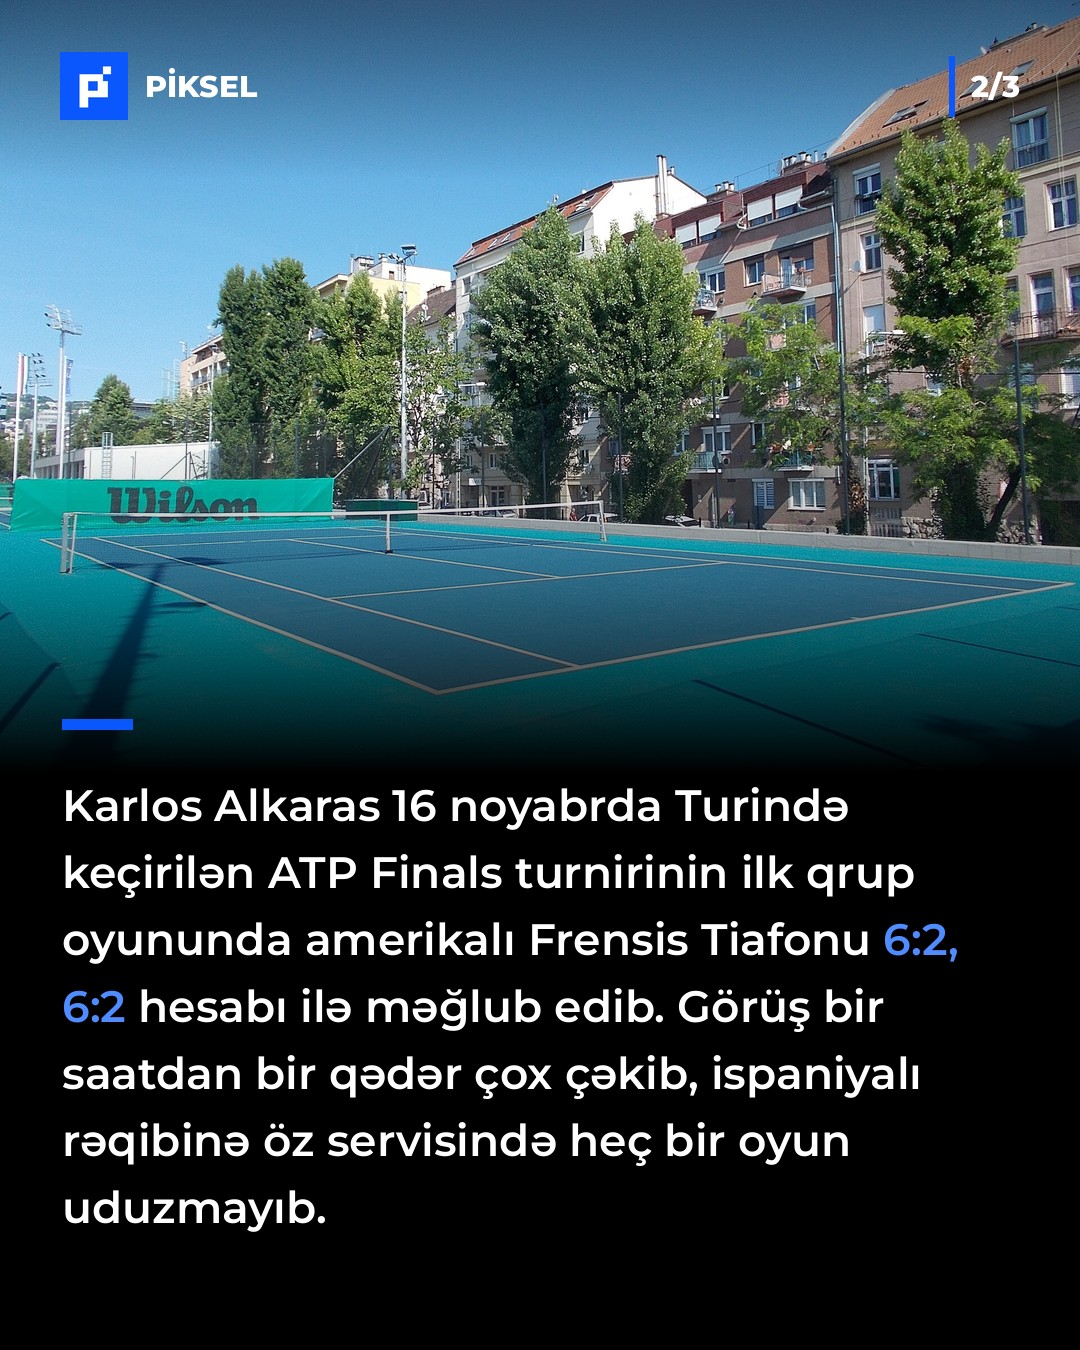 PİKSEL
2/3
Wilson
Karlos Alkaras 16 noyabrda Turində
keçirilən ATP Finals turnirinin ilk qrup
oyununda amerikalı Frensis Tiafonu 6:2,
6:2 hesabı ilə məğlub edib. Görüş bir
saatdan bir qədər çox çəkib, ispaniyalı
rəqibinə öz servisində heç bir oyun
uduzmayıb.